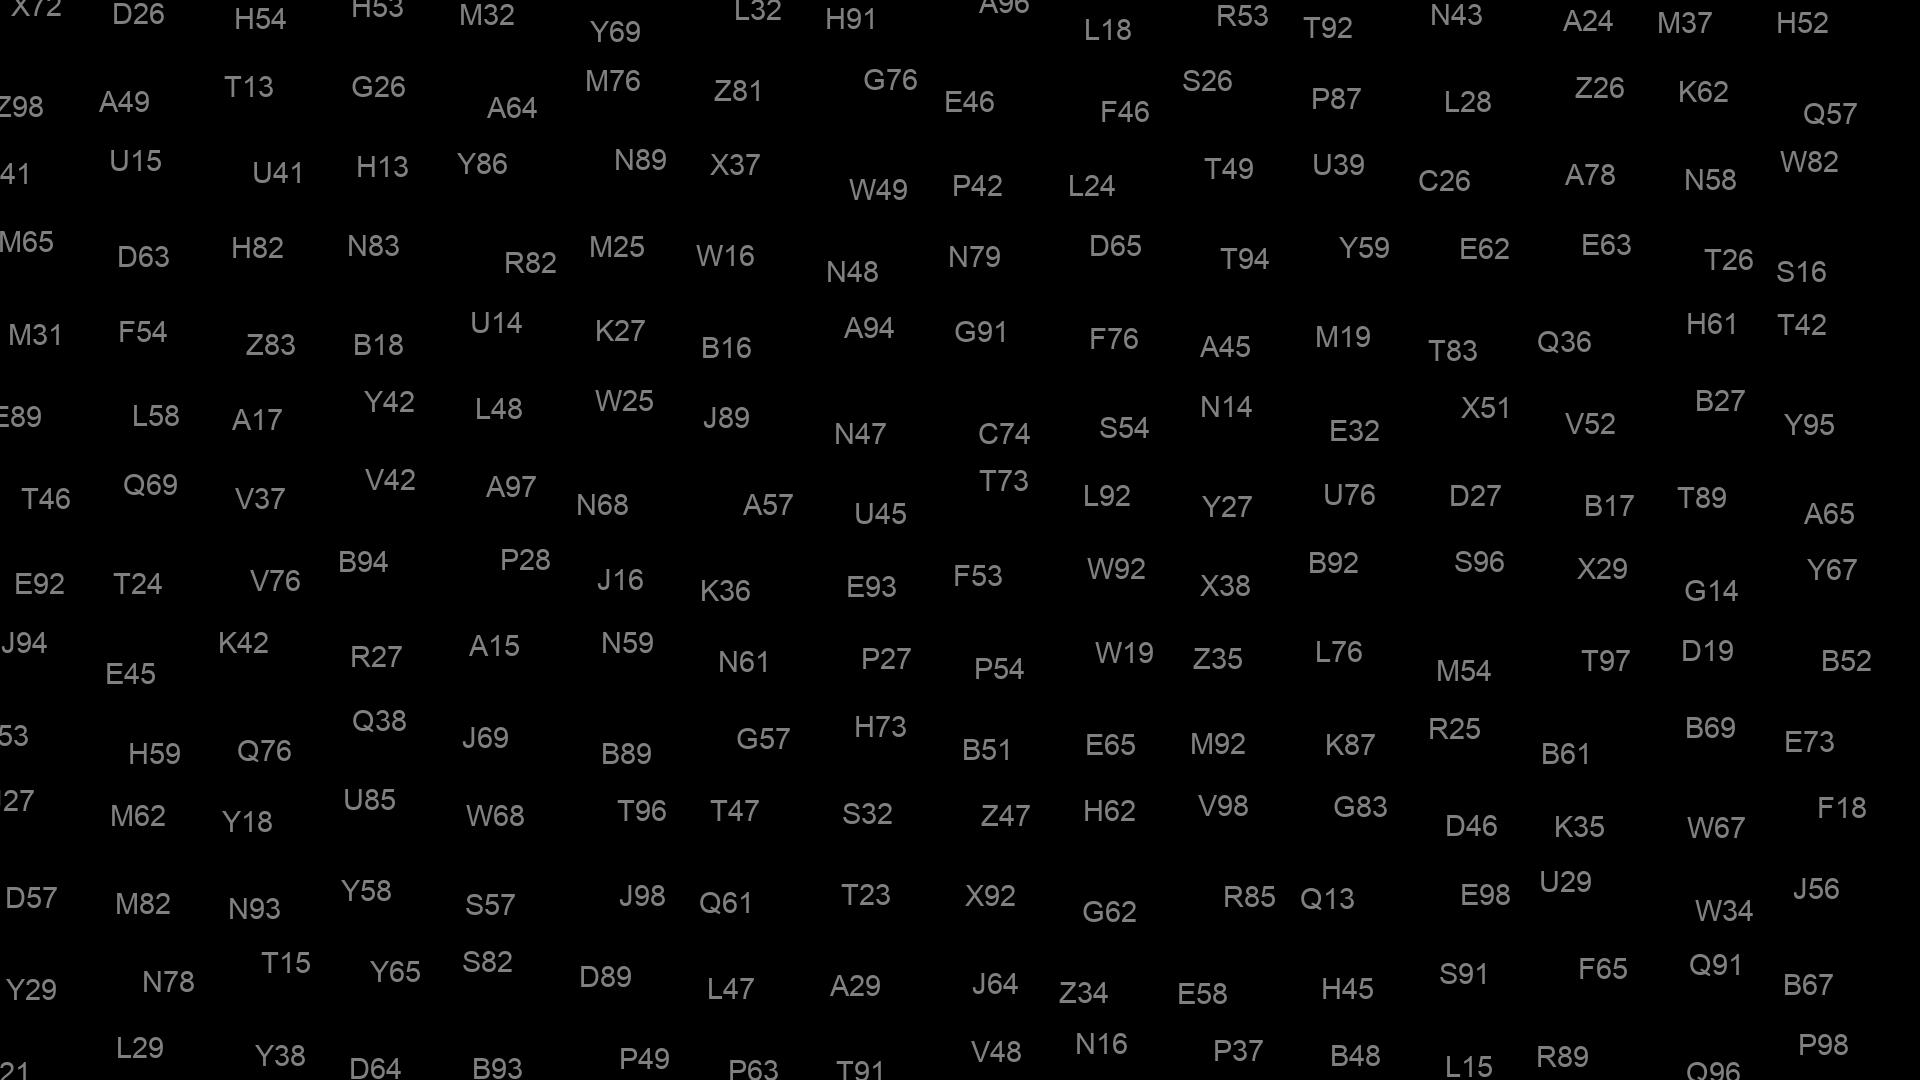 X72 D26 H54 H53 M32 Y69 L32 H91 A96 L18 R53 T92 N43 A24 M37 H52
Z98 A49 T13 G26 A64 M76 Z81 G76 E46 F46 S26 P87 L28 Z26 K62 Q57
41 U15 U41 H13 Y86 N89 X37 W49 P42 L24 T49 U39 C26 A78 N58 W82
M65 D63 H82 N83 R82 M25 W16 N48 N79 D65 T94 Y59 E62 E63 T26 S16
M31 F54 Z83 B18 U14 K27 B16 A94 G91 F76 A45 M19 T83 Q36 H61 T42
E89 L58 A17 Y42 L48 W25 J89 N47 C74 S54 N14 E32 X51 V52 B27 Y95
T46 Q69 V37 V42 A97 N68 A57 U45 T73 L92 Y27 U76 D27 B17 T89 A65
E92 T24 V76 B94 P28 J16 K36 E93 F53 W92 X38 B92 S96 X29 G14 Y67
J94 E45 K42 R27 A15 N59 N61 P27 P54 W19 Z35 L76 M54 T97 D19 B52
53 H59 Q76 Q38 J69 B89 G57 H73 B51 E65 M92 K87 R25 B61 B69 E73
27 M62 Y18 U85 W68 T96 T47 S32 Z47 H62 V98 G83 D46 K35 W67 F18
D57 M82 N93 Y58 S57 J98 Q61 T23 X92 G62 R85 Q13 E98 U29 W34 J56
Y29 N78 T15 Y65 S82 D89 L47 A29 J64 Z34 E58 H45 S91 F65 Q91 B67
21 L29 Y38 D64 B93 P49 P63 T91 V48 N16 P37 B48 L15 R89 Q96 P98